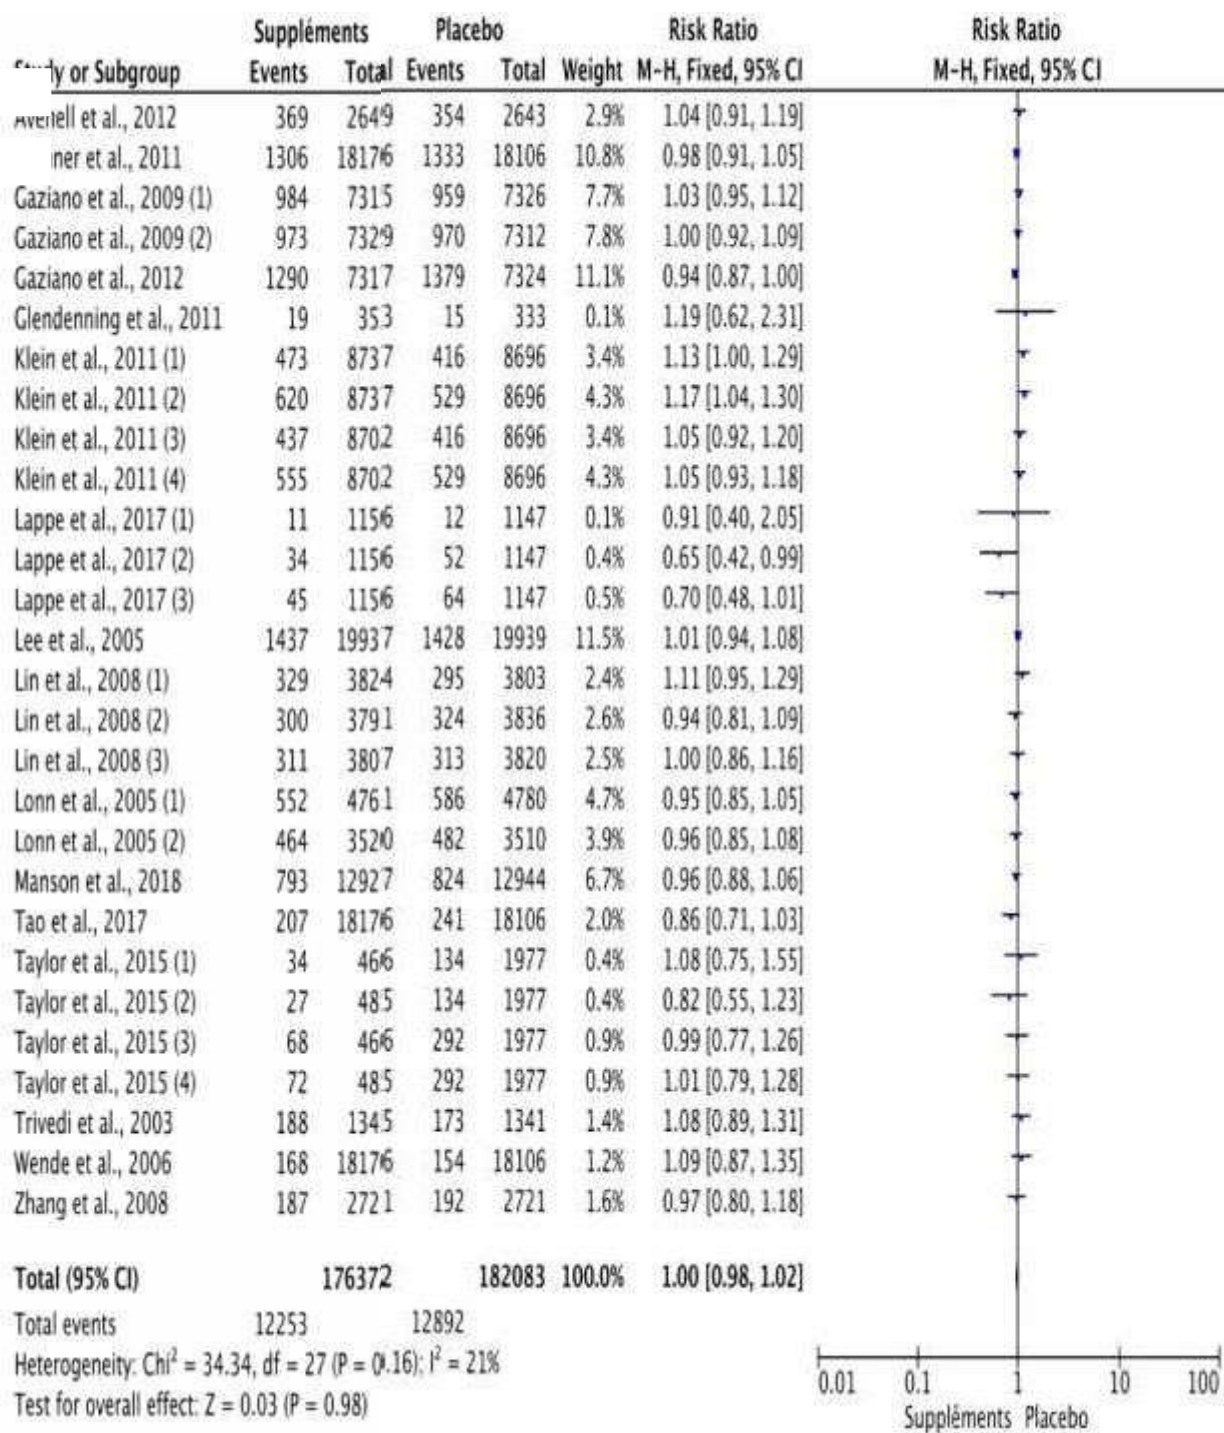 Suppléments Placebo Risk Ratio Risk Ratio
or Subgroup Events Total Events Total Weight M-H, Fixed, 95% CI M-H, Fixed, 95% CI
Avenell et al., 2012 369 2649 354 2643 2.9% 1.04 [0.91, 1.19]
ner et al., 2011 1306 18176 1333 18106 10.8% 0.98 [0.91, 1.05]
Gaziano et al., 2009 (1) 984 7315 959 7326 7.7% 1.03 [0.95, 1.12]
Gaziano et al., 2009 (2) 973 7329 970 7312 7.8% 1.00 [0.92, 1.09]
Gaziano et al., 2012 1290 7317 1379 7324 11.1% 0.94 [0.87, 1.00]
Glendenning et al., 2011 19 353 15 333 0.1% 1.19 [0.62, 2.31]
Klein et al., 2011 (1) 473 8737 416 8696 3.4% 1.13 [1.00, 1.29]
Klein et al., 2011 (2) 620 8737 529 8696 4.3% 1.17 [1.04, 1.30]
Klein et al., 2011 (3) 437 8702 416 8696 3.4% 1.05 [0.92, 1.20]
Klein et al., 2011 (4) 555 8702 529 8696 4.3% 1.05 [0.93, 1.18]
Lappe et al., 2017 (1) 11 1156 12 1147 0.1% 0.91 [0.40, 2.05]
Lappe et al., 2017 (2) 34 1156 52 1147 0.4% 0.65 [0.42, 0.99]
Lappe et al., 2017 (3) 45 1156 64 1147 0.5% 0.70 [0.48, 1.01]
Lee et al., 2005 1437 19937 1428 19939 11.5% 1.01 [0.94, 1.08]
Lin et al., 2008 (1) 329 3824 295 3803 2.4% 1.11 [0.95, 1.29]
Lin et al., 2008 (2) 300 3791 324 3836 2.6% 0.94 [0.81, 1.09]
Lin et al., 2008 (3) 311 3807 313 3820 2.5% 1.00 [0.86, 1.16]
Lonn et al., 2005 (1) 552 4761 586 4780 4.7% 0.95 [0.85, 1.05]
Lonn et al., 2005 (2) 464 3520 482 3510 3.9% 0.96 [0.85, 1.08]
Manson et al., 2018 793 12927 824 12944 6.7% 0.96 [0.88, 1.06]
Tao et al., 2017 207 18176 241 18106 2.0% 0.86 [0.71, 1.03]
Taylor et al., 2015 (1) 34 466 134 1977 0.4% 1.08 [0.75, 1.55]
Taylor et al., 2015 (2) 27 485 134 1977 0.4% 0.82 [0.55, 1.23]
Taylor et al., 2015 (3) 68 466 292 1977 0.9% 0.99 [0.77, 1.26]
Taylor et al., 2015 (4) 72 485 292 1977 0.9% 1.01 [0.79, 1.28]
Trivedi et al., 2003 188 1345 173 1341 1.4% 1.08 [0.89, 1.31]
Wende et al., 2006 168 18176 154 18106 1.2% 1.09 [0.87, 1.35]
Zhang et al., 2008 187 2721 192 2721 1.6% 0.97 [0.80, 1.18]
Total (95% CI) 176372 182083 100.0% 1.00 [0.98, 1.02]
Total events 12253 12892
Heterogeneity: Chi² = 34.34, df = 27 (P = 0.16); I² = 21%
Test for overall effect: Z = 0.03 (P = 0.98)
0.01 0.1 1 10 100
Suppléments Placebo